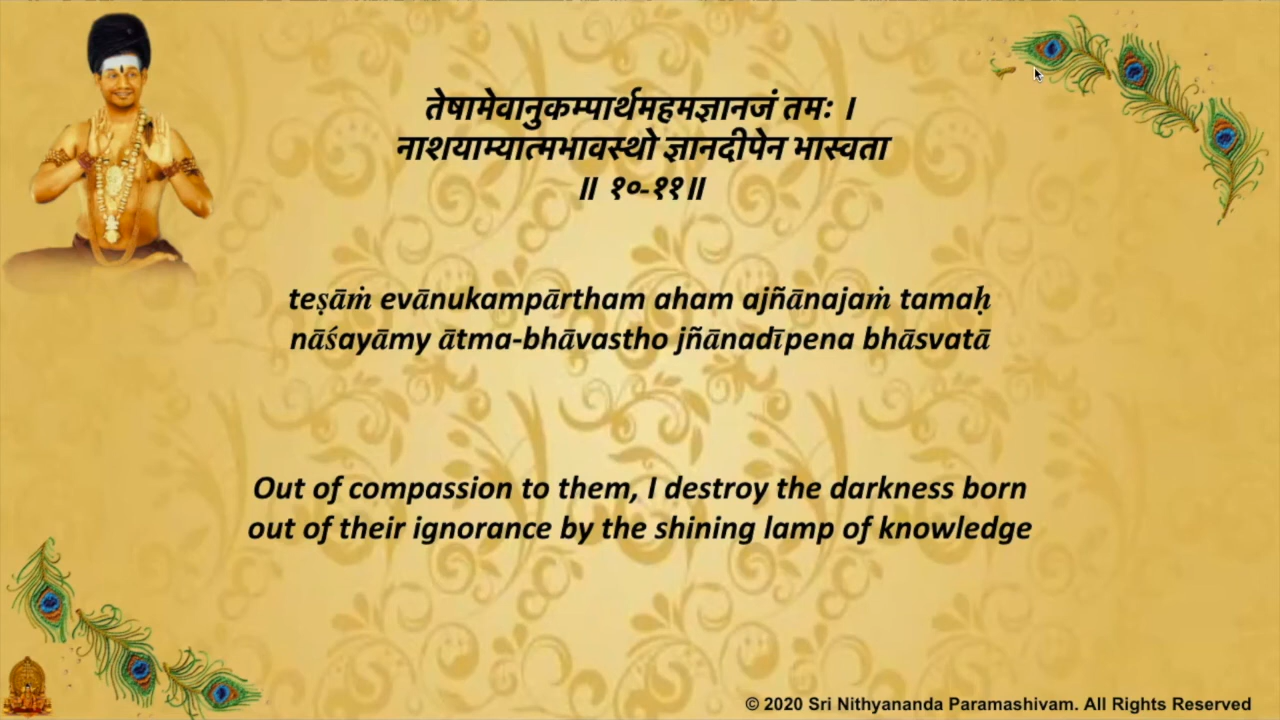 तेषामेवानुकम्पार्थमहमज्ञानजं तमः ।
नाशयाम्यात्मभावस्थो ज्ञानदीपेन भास्वता
॥ १०-११॥
teṣāṁ evānukampārtham aham ajñānajaṁ tamaḥ
nāśayāmy ātma-bhāvastho jñānadīpena bhāsvatā
Out of compassion to them, I destroy the darkness born
out of their ignorance by the shining lamp of knowledge
© 2020 Sri Nithyananda Paramashivam. All Rights Reserved